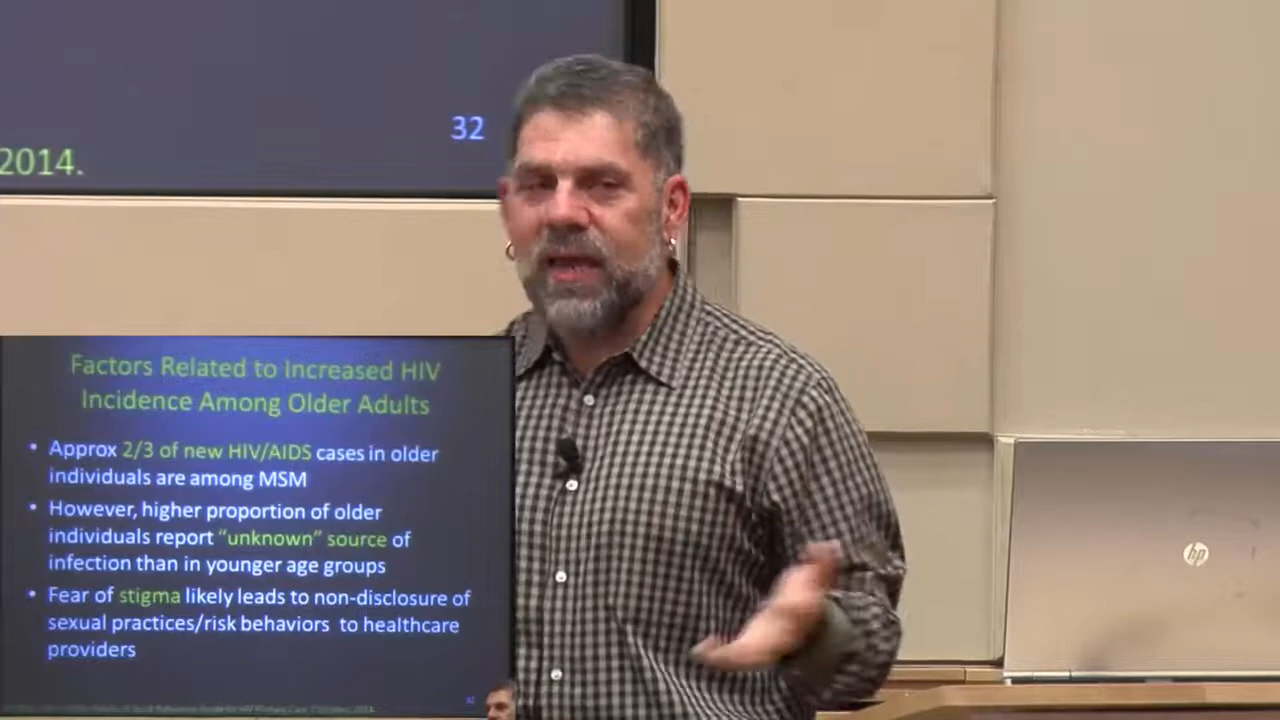 32
2014.
Factors Related to Increased HIV
Incidence Among Older Adults
• Approx 2/3 of new HIV/AIDS cases in older
individuals are among MSM
• However, higher proportion of older
individuals report "unknown" source of
infection than in younger age groups
• Fear of stigma likely leads to non-disclosure of
sexual practices/risk behaviors to healthcare
providers
hp